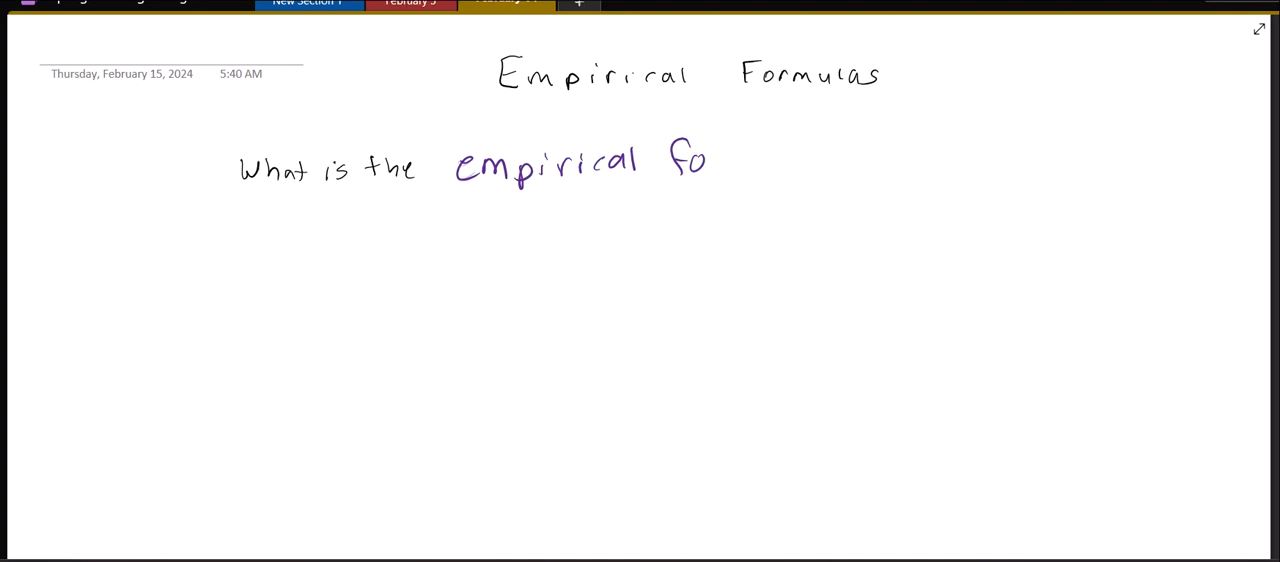 Empirical Formulas
Thursday, February 15, 2024 5:40 AM
What is the empirical fo